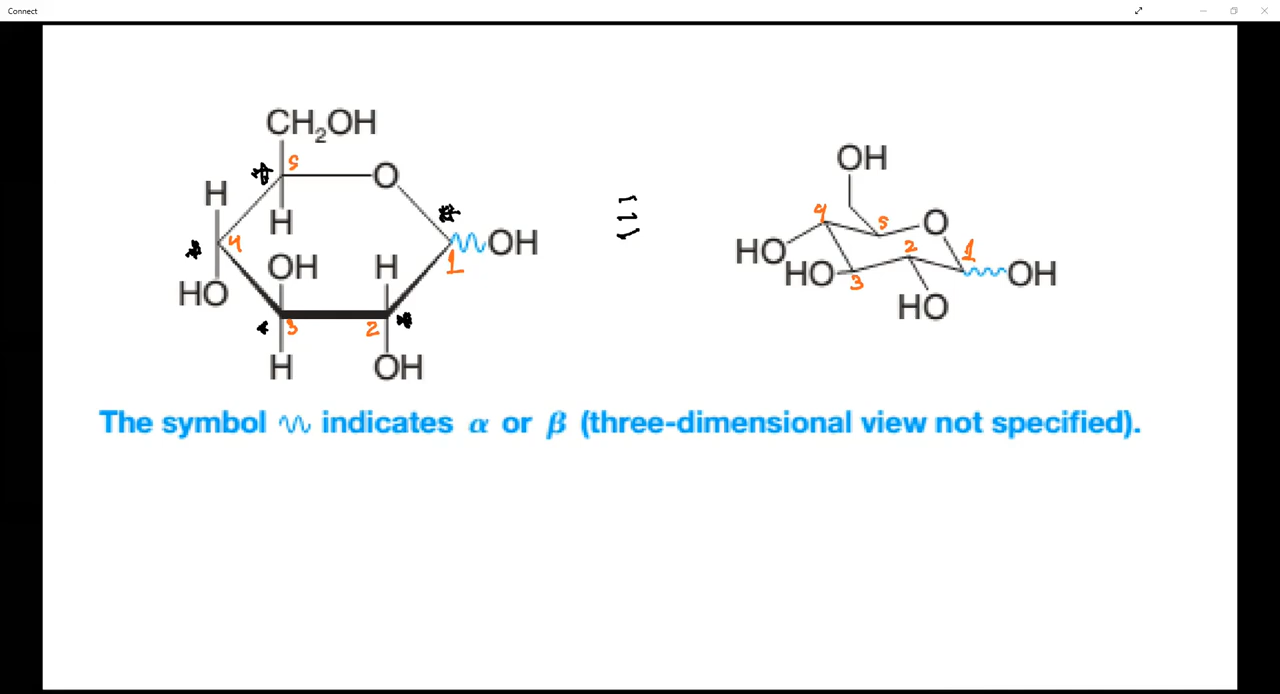 Connect
CH₂OH
OH
5
O
H
4
H
H
5
O
4
2
1
OH
OH
H
1
HO
HO
OH
HO
3
3
2
HO
H
OH
The symbol indicates α or β (three-dimensional view not specified).